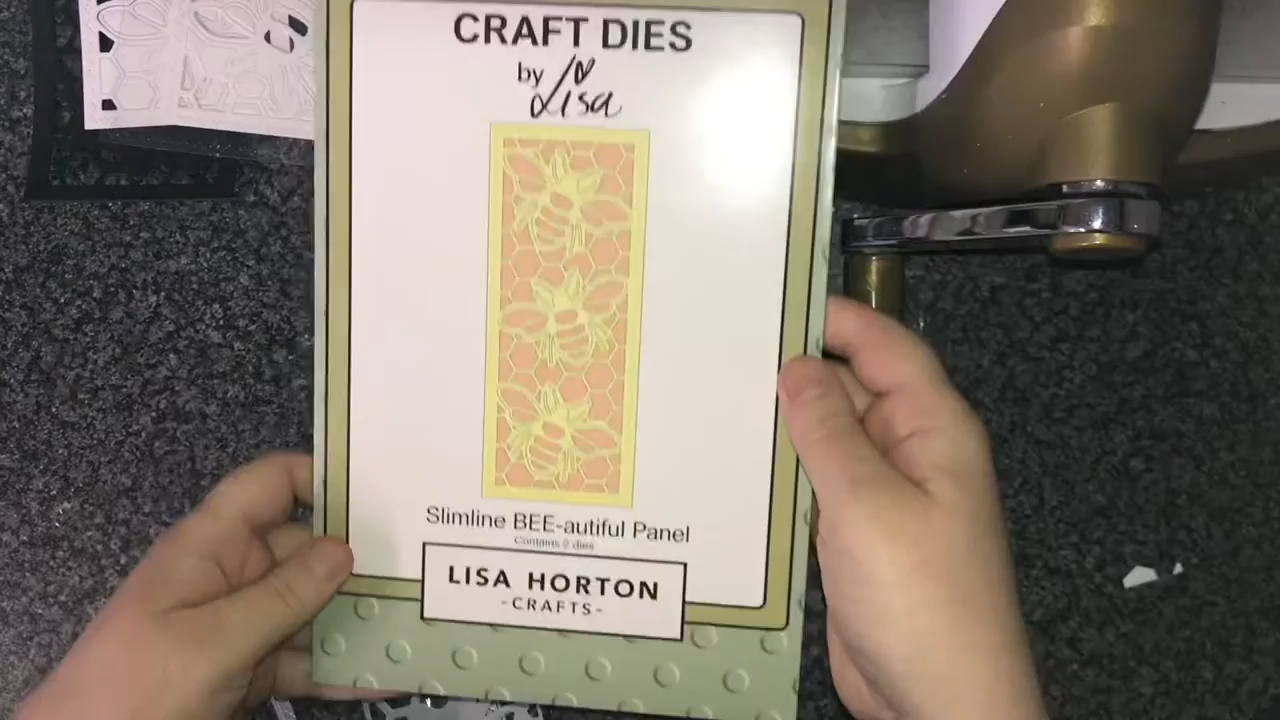 CRAFT DIES
by Lisa
Slimline BEE-autiful Panel
Contains 2 dies
LISA HORTON
-CRAFTS-